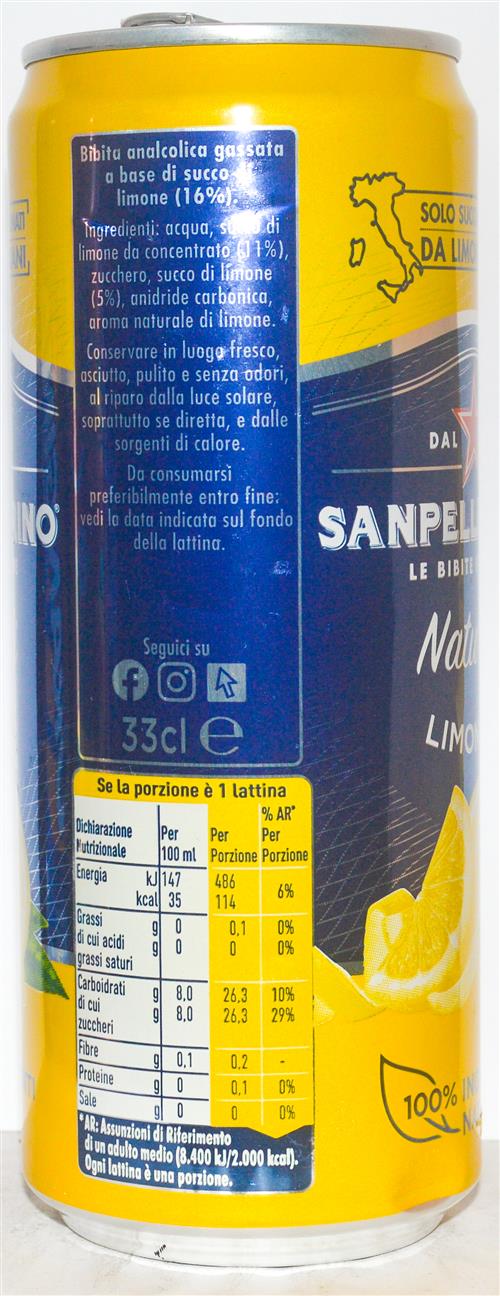 Bibita analcolica gassata
a base di succo di
limone (16%).
Ingredienti: acqua, succo di
limone da concentrato (11%),
zucchero, succo di limone
(5%), anidride carbonica,
aroma naturale di limone.
Conservare in luogo fresco,
asciutto, pulito e senza odori,
al riparo dalla luce solare,
soprattutto se diretta, e dalle
sorgenti di calore.
Da consumarsi
preferibilmente entro fine:
vedi la data indicata sul fondo
della lattina.
Seguici su
33cl e
Se la porzione è 1 lattina
Dichiarazione Nutrizionale Per 100 ml Per Porzione % AR* Per Porzione
Energia kJ 147 486 6%
kcal 35 114
Grassi g 0 0,1 0%
di cui acidi grassi saturi g 0 0 0%
Carboidrati g 8,0 26,3 10%
di cui zuccheri g 8,0 26,3 29%
Fibre g 0,1 0,2 -
Proteine g 0 0,1 0%
Sale g 0 0 0%
*AR: Assunzioni di Riferimento
di un adulto medio (8.400 kJ/2.000 kcal).
Ogni lattina è una porzione.
SOLO
DA
DAL
SANPEL
LE BIBITE
100%